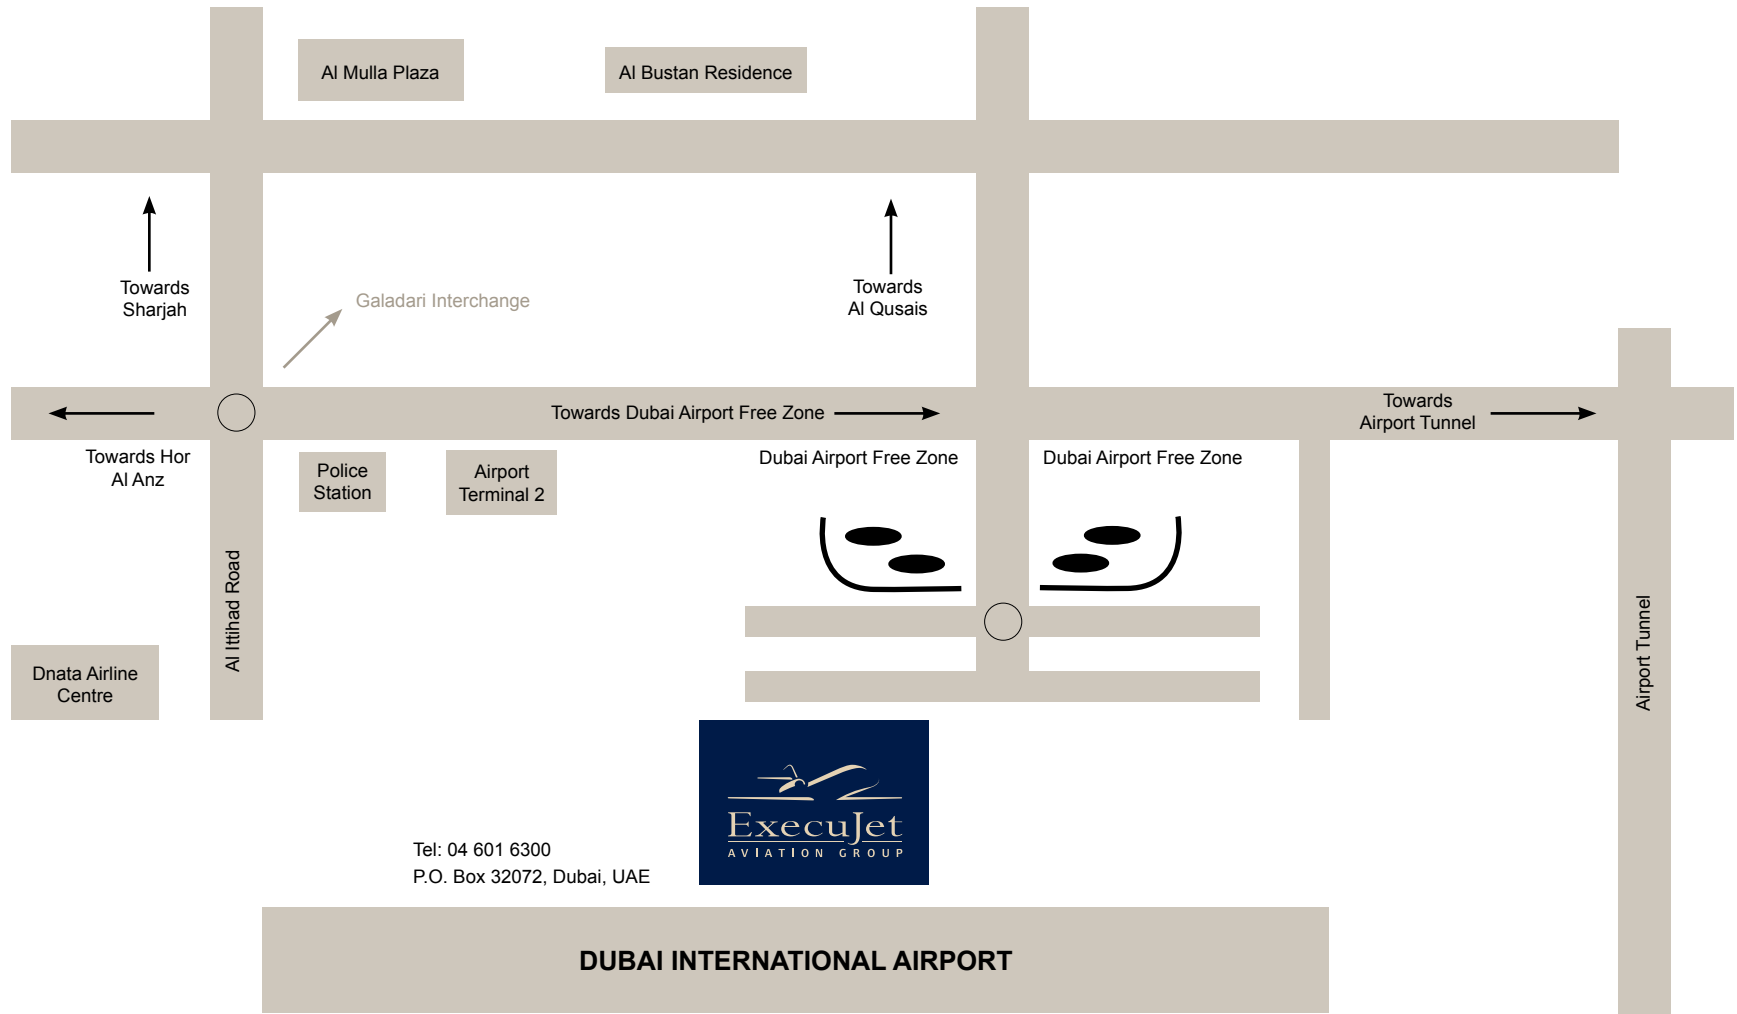 Al Mulla Plaza
Al Bustan Residence
Towards
Sharjah
Galadari Interchange
Towards
Al Qusais
Towards Dubai Airport Free Zone
Towards
Airport Tunnel
Towards Hor
Al Anz
Police
Station
Airport
Terminal 2
Dubai Airport Free Zone
Dubai Airport Free Zone
Al Ittihad Road
Airport Tunnel
Dnata Airline
Centre
ExecuJet
AVIATION GROUP
Tel: 04 601 6300
P.O. Box 32072, Dubai, UAE
DUBAI INTERNATIONAL AIRPORT